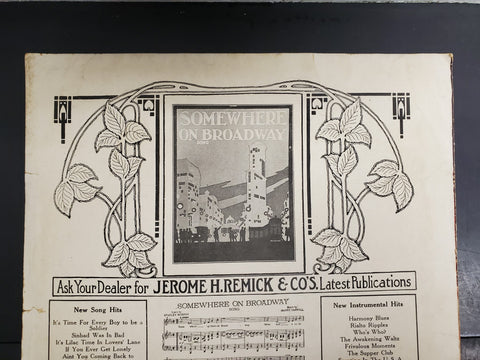 SOMEWHERE
ON BROADWAY
SONG
Ask Your Dealer for JEROME H. REMICK & CO'S. Latest Publications
New Song Hits
It's Time For Every Boy to be a
Soldier
Sinbad Was In Bad
It's Lilac Time in Lovers' Lane
If You Ever Get Lonely
Aint You Coming Back to
SOMEWHERE ON BROADWAY
SONG
New Instrumental Hits
Harmony Blues
Rialto Ripples
Who's Who?
The Awakening Waltz
Frivolous Moments
The Supper Club